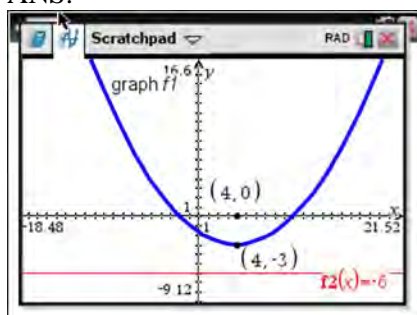 ANS:
Scratchpad
RAD
16.6
y
graph f1
(4,0)
1
x
-18.48
1
21.52
(4,-3)
f2(x)=-6
-9.12